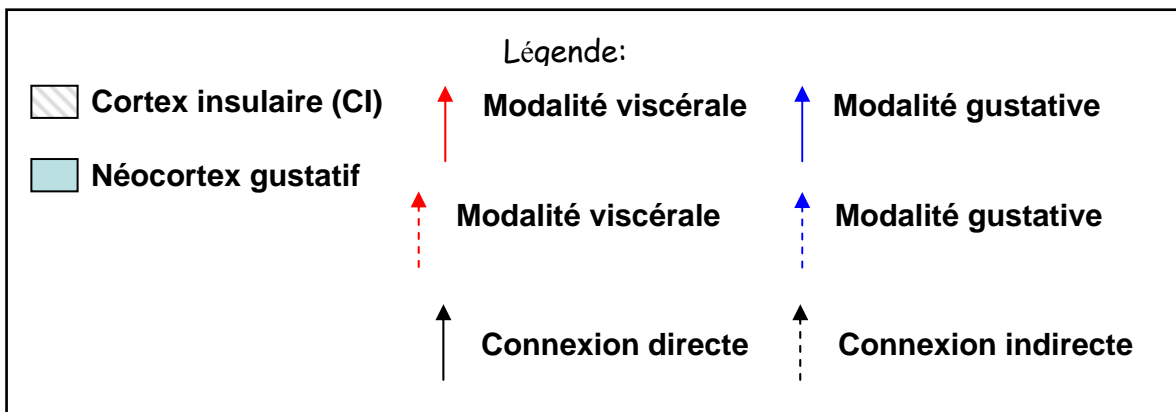 Légende:
Cortex insulaire (CI)
Modalité viscérale
Modalité gustative
Néocortex gustatif
Modalité viscérale
Modalité gustative
Connexion directe
Connexion indirecte